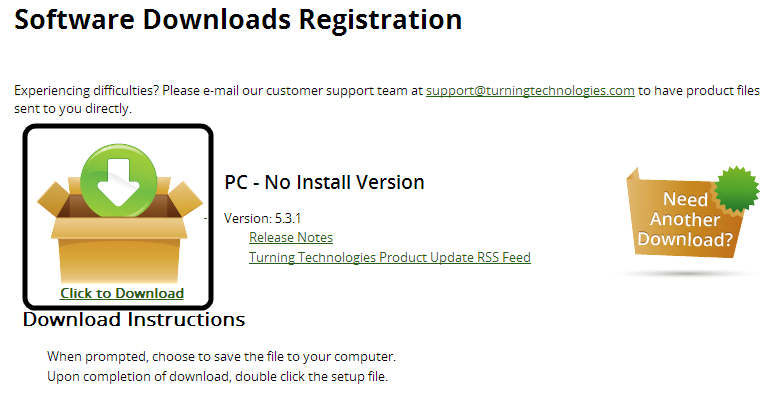 Software Downloads Registration
Experiencing difficulties? Please e-mail our customer support team at support@turningtechnologies.com to have product files
sent to you directly.
PC - No Install Version
Version: 5.3.1
Release Notes
Turning Technologies Product Update RSS Feed
Need
Another
Download?
Click to Download
Download Instructions
When prompted, choose to save the file to your computer.
Upon completion of download, double click the setup file.